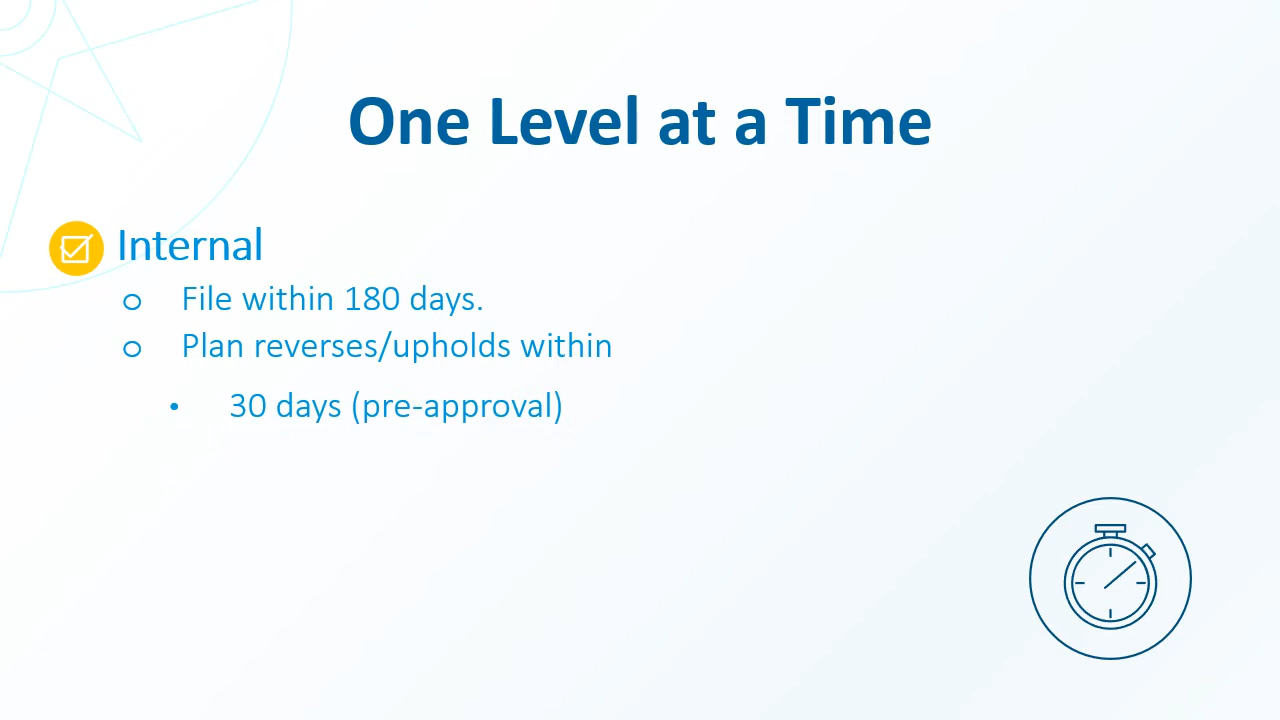 One Level at a Time
Internal
o File within 180 days.
o Plan reverses/upholds within
• 30 days (pre-approval)